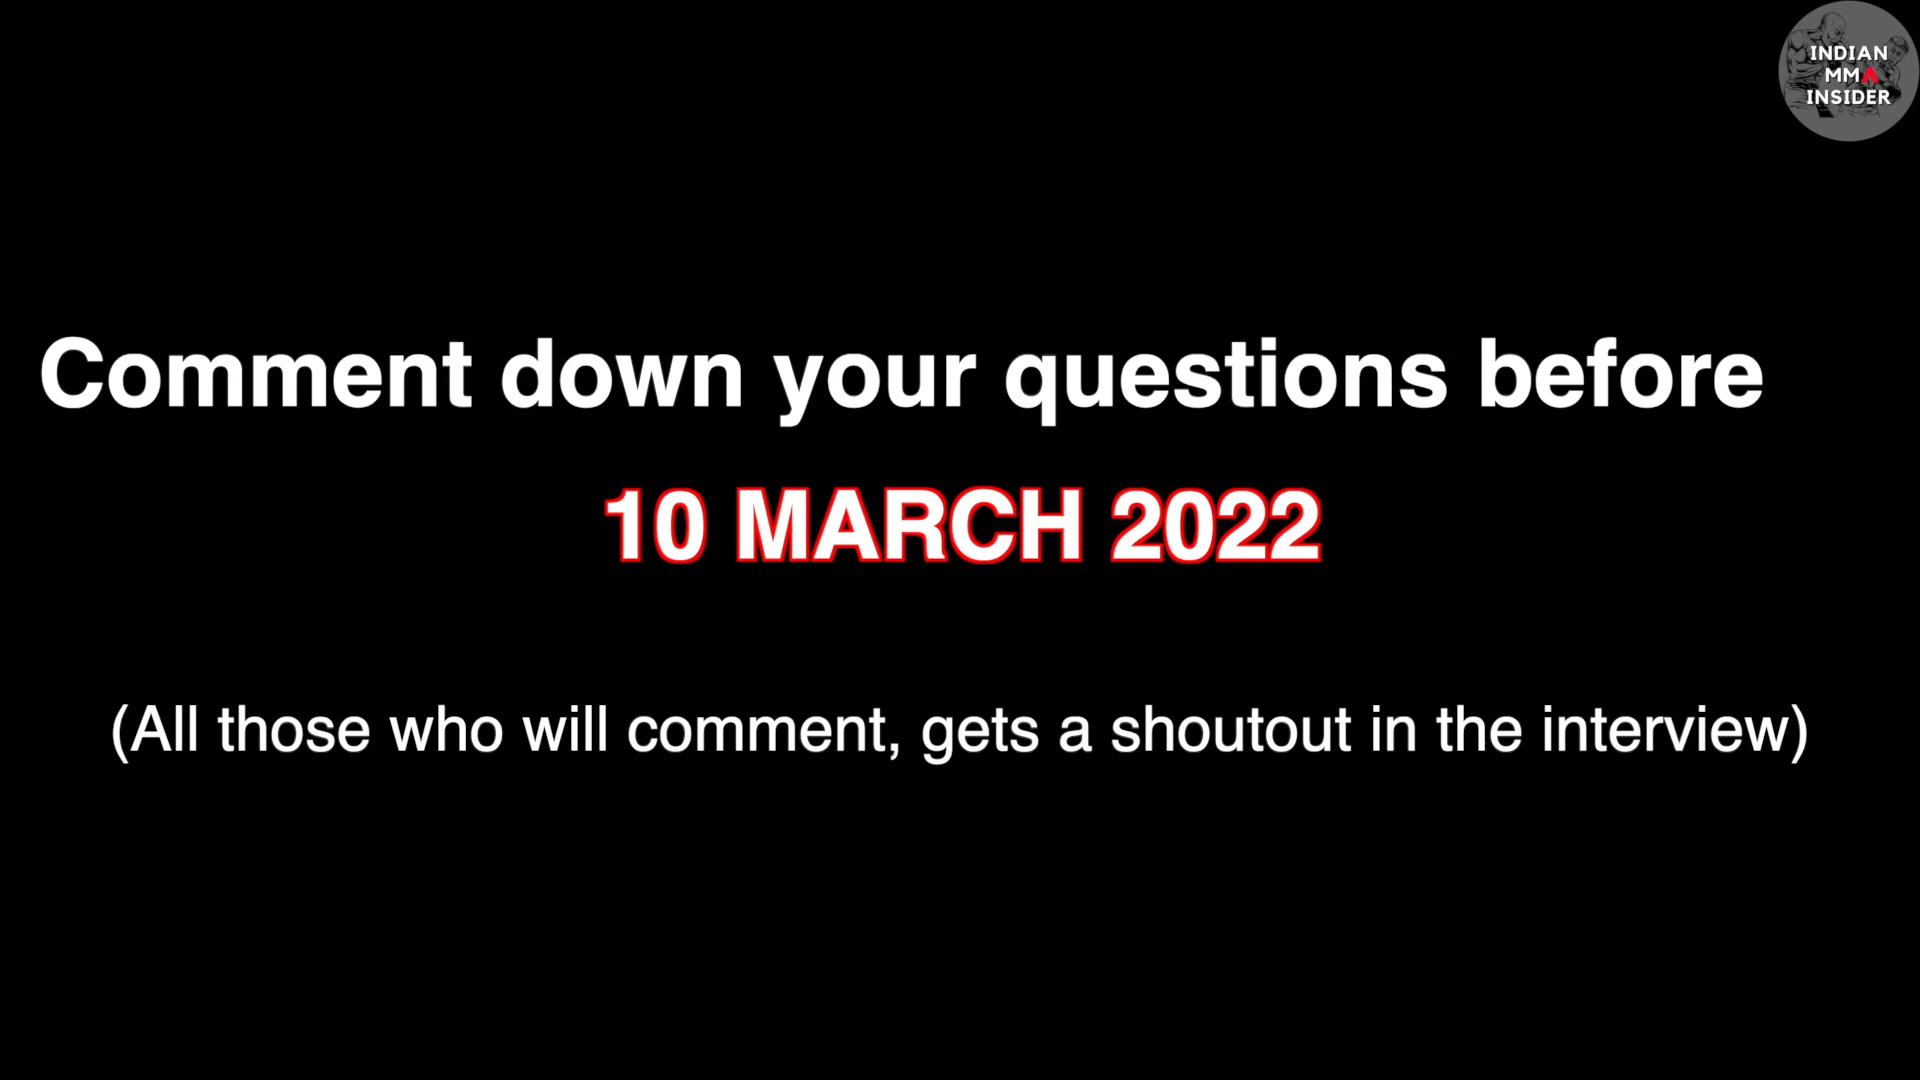 INDIAN
MMA
INSIDER
Comment down your questions before
10 MARCH 2022
(All those who will comment, gets a shoutout in the interview)